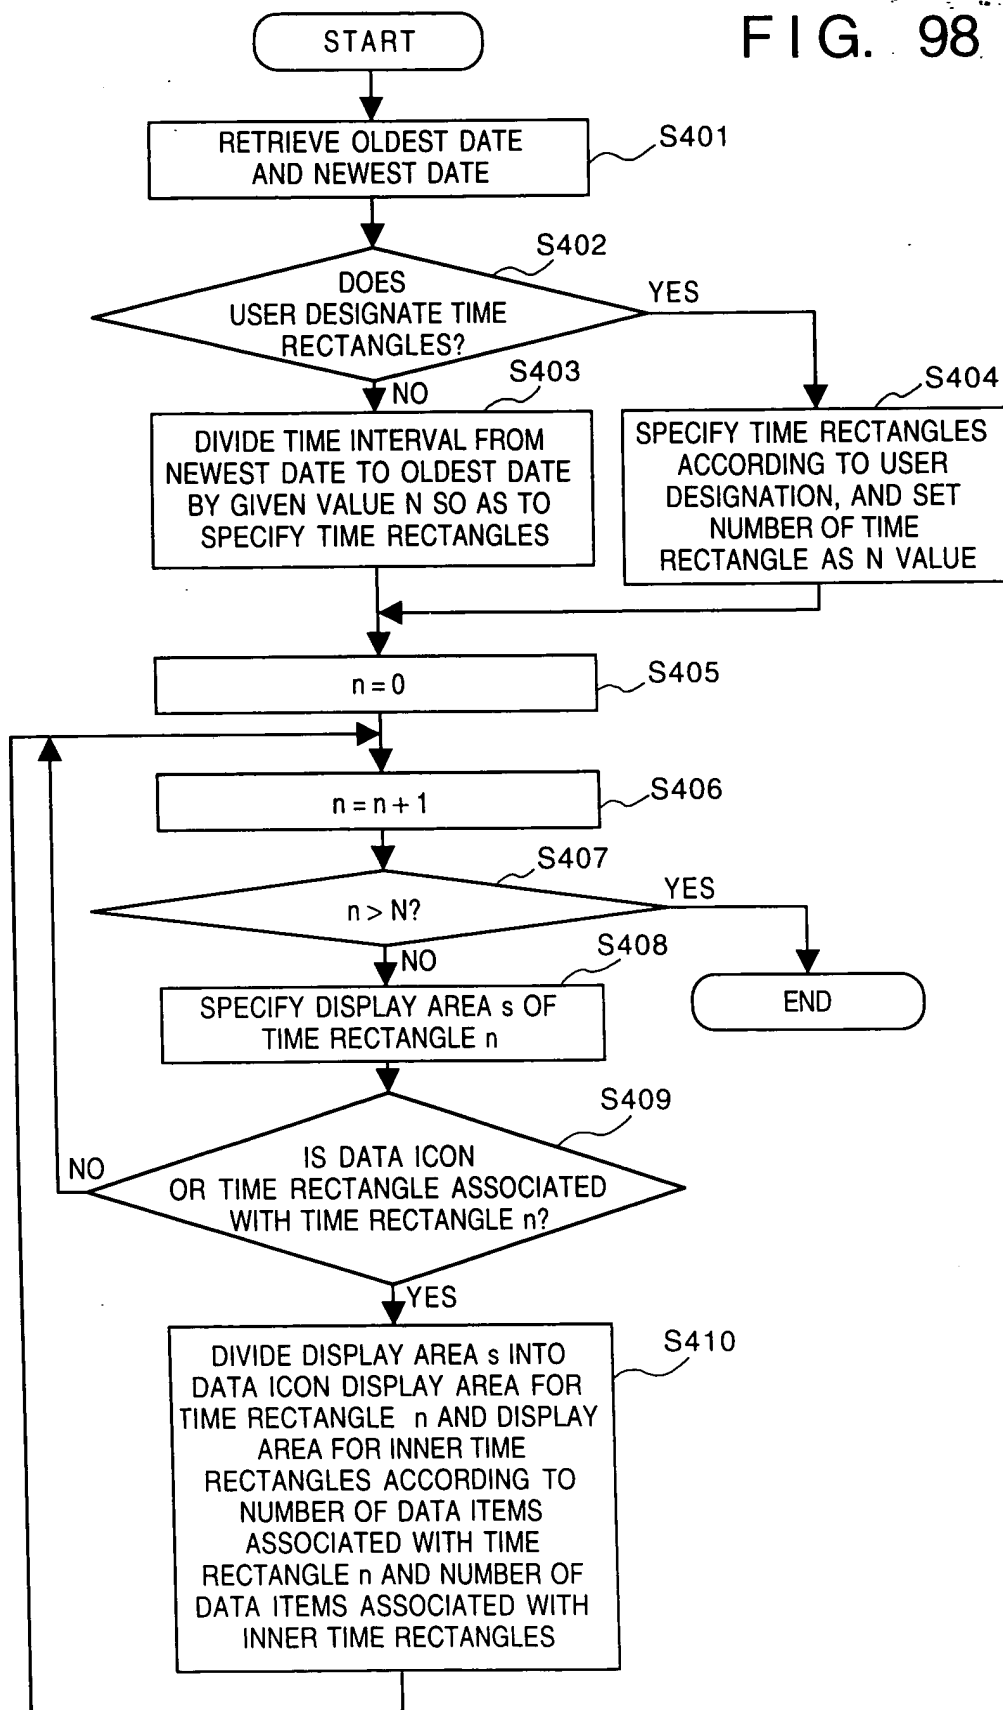 FIG. 98
START
RETRIEVE OLDEST DATE
AND NEWEST DATE
S401
S402
DOES
USER DESIGNATE TIME
RECTANGLES?
YES
NO
S403
DIVIDE TIME INTERVAL FROM
NEWEST DATE TO OLDEST DATE
BY GIVEN VALUE N SO AS TO
SPECIFY TIME RECTANGLES
S404
SPECIFY TIME RECTANGLES
ACCORDING TO USER
DESIGNATION, AND SET
NUMBER OF TIME
RECTANGLE AS N VALUE
n=0
S405
n=n+1
S406
S407
n > N?
YES
NO
END
S408
SPECIFY DISPLAY AREA s OF
TIME RECTANGLE n
S409
IS DATA ICON
OR TIME RECTANGLE ASSOCIATED
WITH TIME RECTANGLE n?
NO
YES
S410
DIVIDE DISPLAY AREA s INTO
DATA ICON DISPLAY AREA FOR
TIME RECTANGLE n AND DISPLAY
AREA FOR INNER TIME
RECTANGLES ACCORDING TO
NUMBER OF DATA ITEMS
ASSOCIATED WITH TIME
RECTANGLE n AND NUMBER OF
DATA ITEMS ASSOCIATED WITH
INNER TIME RECTANGLES